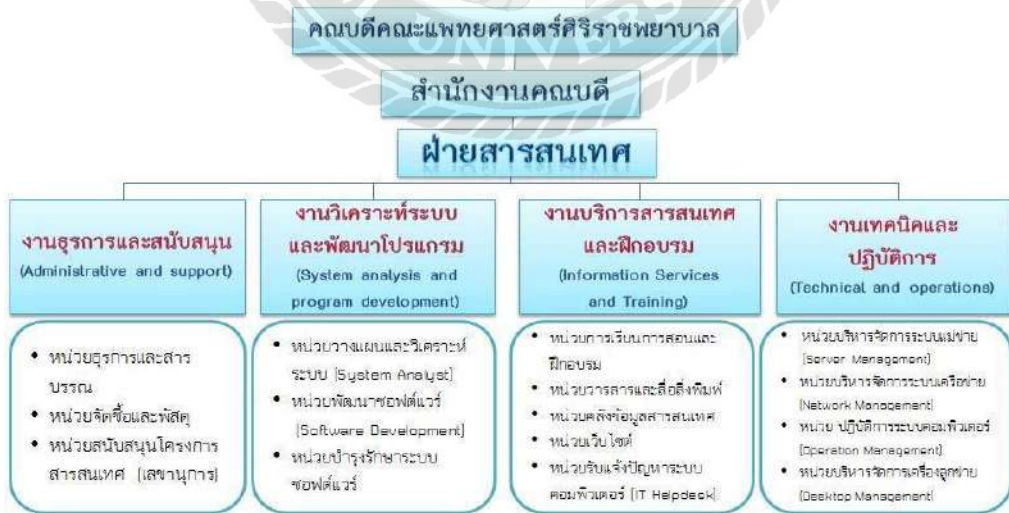 คณบดีคณะแพทยศาสตร์ศิริราชพยาบาล
UNIVERS
สำนักงานคณบดี
ฝ่ายสารสนเทศ
งานธุรการและสนับสนุน
(Administrative and support)
• หน่วยธุรการและสาร
บรรณ
• หน่วยจัดซื้อและพัสดุ
• หน่วยสนับสนุนโครงการ
สารสนเทศ (เลขานุการ)
งานวิเคราะห์ระบบ
และพัฒนาโปรแกรม
(System analysis and
program development)
• หน่วยวางแผนและวิเคราะห์
ระบบ (System Analyst)
• หน่วยพัฒนาซอฟต์แวร์
(Software Development)
• หน่วยบำรุงรักษาระบบ
ซอฟต์แวร์
งานบริการสารสนเทศ
และฝึกอบรม
(Information Services
and Training)
• หน่วยการเรียนการสอนและ
ฝึกอบรม
• หน่วยวารสารและสื่อสิ่งพิมพ์
• หน่วยคลังข้อมูลสารสนเทศ
• หน่วยเว็บไซต์
• หน่วยรับแจ้งปัญหาระบบ
คอมพิวเตอร์ (IT Helpdeck)
งานเทคนิคและ
ปฏิบัติการ
(Technical and operations)
• หน่วยบริหารจัดการระบบแม่ข่าย
(Server Management)
• หน่วยบริหารจัดการระบบเครือข่าย
(Network Management)
• หน่วย ปฏิบัติการระบบคอมพิวเตอร์
(Operation Management)
• หน่วยบริหารจัดการเครื่องลูกข่าย
(Desktop Management)